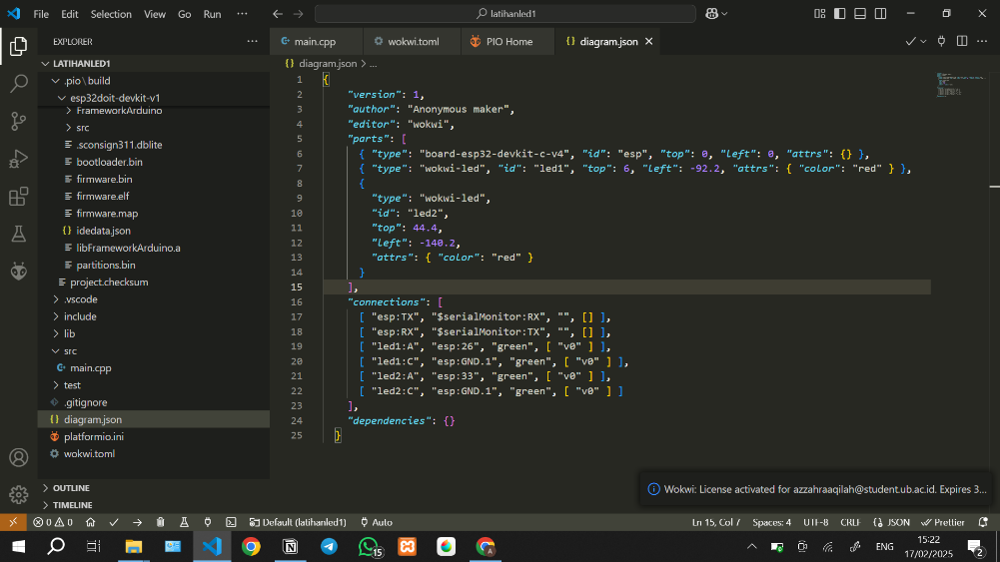 File Edit Selection View Go Run ···
latihanled1
EXPLORER ···
LATIHANLED1
.pio\build
esp32doit-devkit-v1
FrameworkArduino
src
.sconsign311.dblite
bootloader.bin
firmware.bin
firmware.elf
firmware.map
{} idedata.json
libFrameworkArduino.a
partitions.bin
project.checksum
.vscode
include
lib
src
main.cpp
test
.gitignore
{} diagram.json
platformio.ini
wokwi.toml
OUTLINE
TIMELINE
main.cpp wokwi.toml PIO Home {} diagram.json
{} diagram.json > ...
1 {
2 "version": 1,
3 "author": "Anonymous maker",
4 "editor": "wokwi",
5 "parts": [
6 { "type": "board-esp32-devkit-c-v4", "id": "esp", "top": 0, "left": 0, "attrs": {} },
7 { "type": "wokwi-led", "id": "led1", "top": 6, "left": -92.2, "attrs": { "color": "red" } },
8 {
9 "type": "wokwi-led",
10 "id": "led2",
11 "top": 44.4,
12 "left": -140.2,
13 "attrs": { "color": "red" }
14 }
15 ],
16 "connections": [
17 [ "esp:TX", "$serialMonitor:RX", "", [] ],
18 [ "esp:RX", "$serialMonitor:TX", "", [] ],
19 [ "led1:A", "esp:26", "green", [ "v0" ] ],
20 [ "led1:C", "esp:GND.1", "green", [ "v0" ] ],
21 [ "led2:A", "esp:33", "green", [ "v0" ] ],
22 [ "led2:C", "esp:GND.1", "green", [ "v0" ] ]
23 ],
24 "dependencies": {}
25 }
Wokwi: License activated for azzahraaqilah@student.ub.ac.id. Expires 3...
0 0 Default (latihanled1) Auto Ln 15, Col 7 Spaces: 4 UTF-8 CRLF {} JSON Prettier
15 ENG 15:22
17/02/2025 2